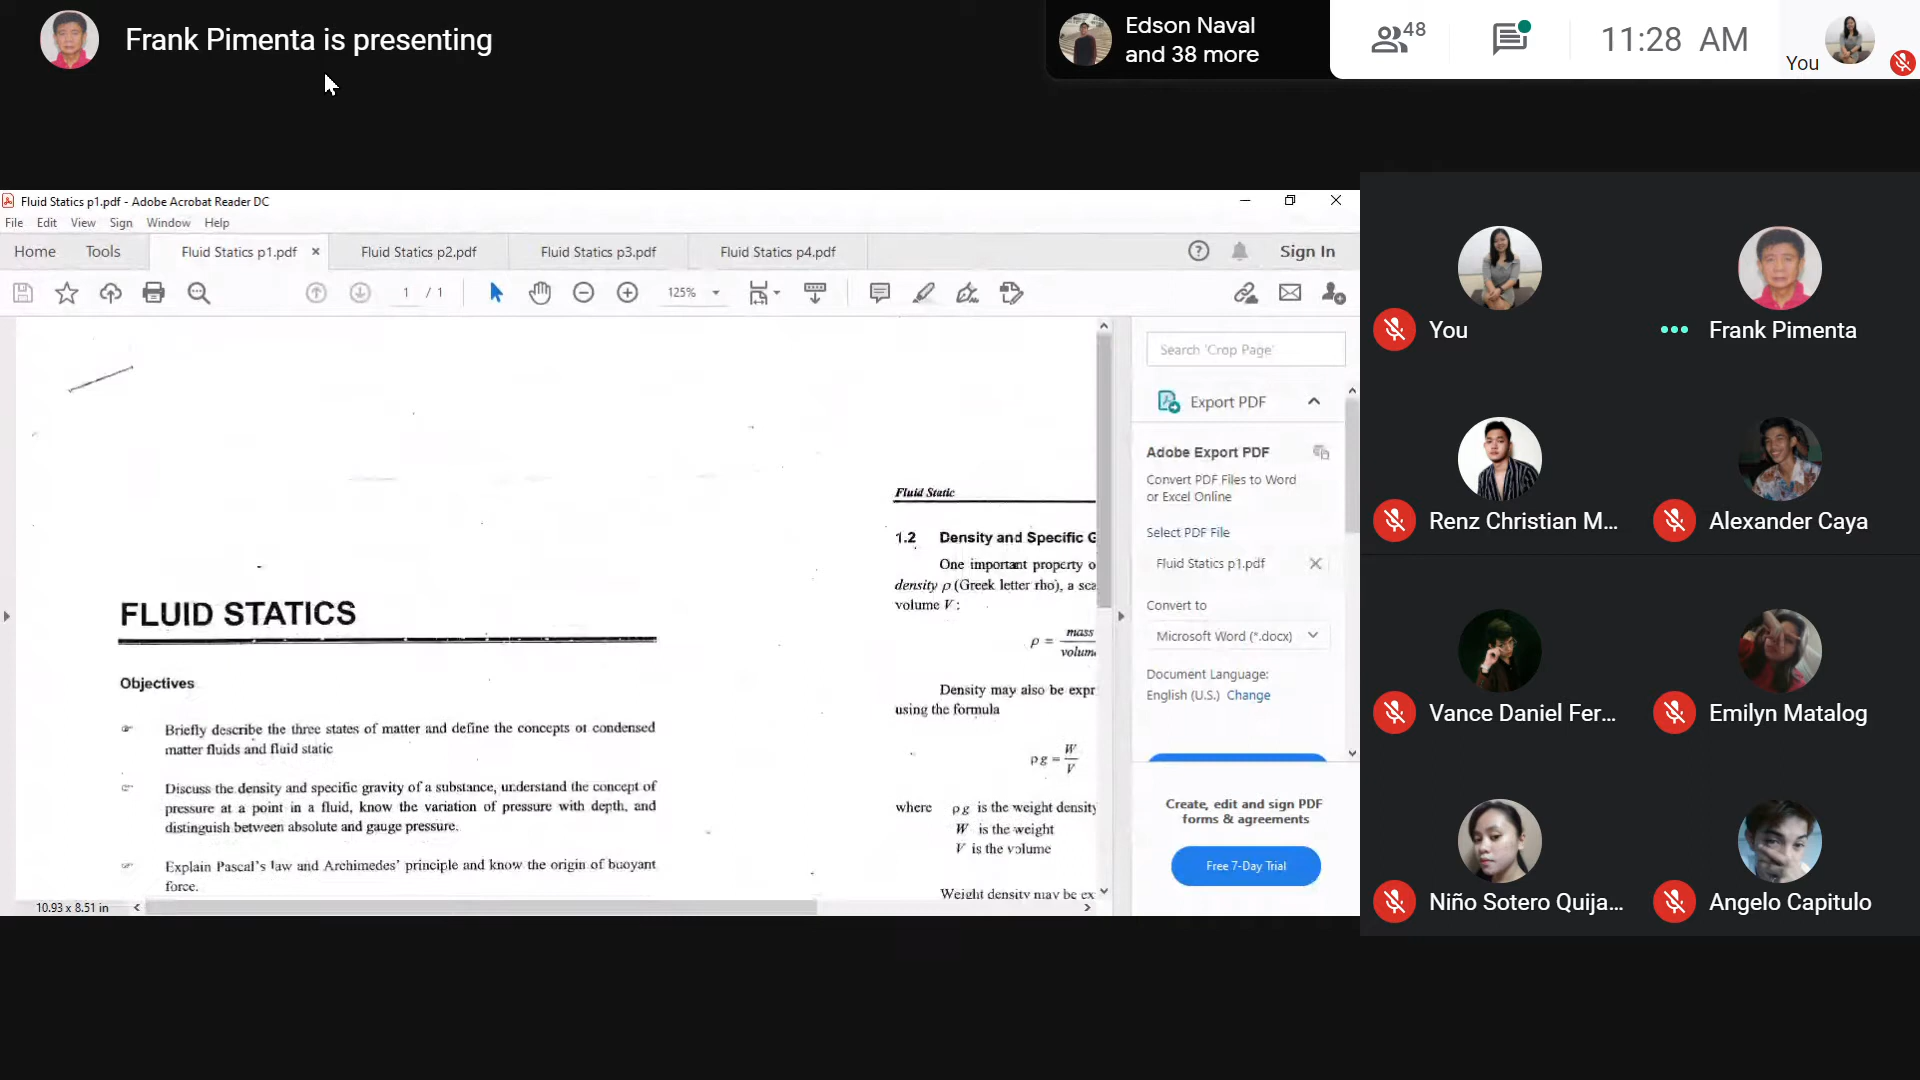 Frank Pimenta is presenting
Edson Naval
and 38 more
48
11:28 AM
You
Fluid Statics p1.pdf - Adobe Acrobat Reader DC
File Edit View Sign Window Help
Home Tools Fluid Statics p1.pdf × Fluid Statics p2.pdf Fluid Statics p3.pdf Fluid Statics p4.pdf Sign In
1 / 1 125%
FLUID STATICS
Objectives
Briefly describe the three states of matter and define the concepts of condensed
matter fluids and fluid static
Discuss the density and specific gravity of a substance, understand the concept of
pressure at a point in a fluid, know the variation of pressure with depth, and
distinguish between absolute and gauge pressure.
Explain Pascal's law and Archimedes' principle and know the origin of buoyant
force.
10.93 x 8.51 in
Fluid Static
1.2 Density and Specific G
One important property o
density ρ (Greek letter rho), a sca
volume V :
ρ = mass
volum
Density may also be expr
using the formula
ρg = W
V
where ρg is the weight density
W is the weight
V is the volume
Weight density may be ex
Search 'Crop Page'
Export PDF
Adobe Export PDF
Convert PDF Files to Word
or Excel Online
Select PDF File
Fluid Statics p1.pdf
Convert to
Microsoft Word (*.docx)
Document Language:
English (U.S.) Change
Create, edit and sign PDF
forms & agreements
Free 7-Day Trial
You
Frank Pimenta
Renz Christian M...
Alexander Caya
Vance Daniel Fer...
Emilyn Matalog
Niño Sotero Quija...
Angelo Capitulo